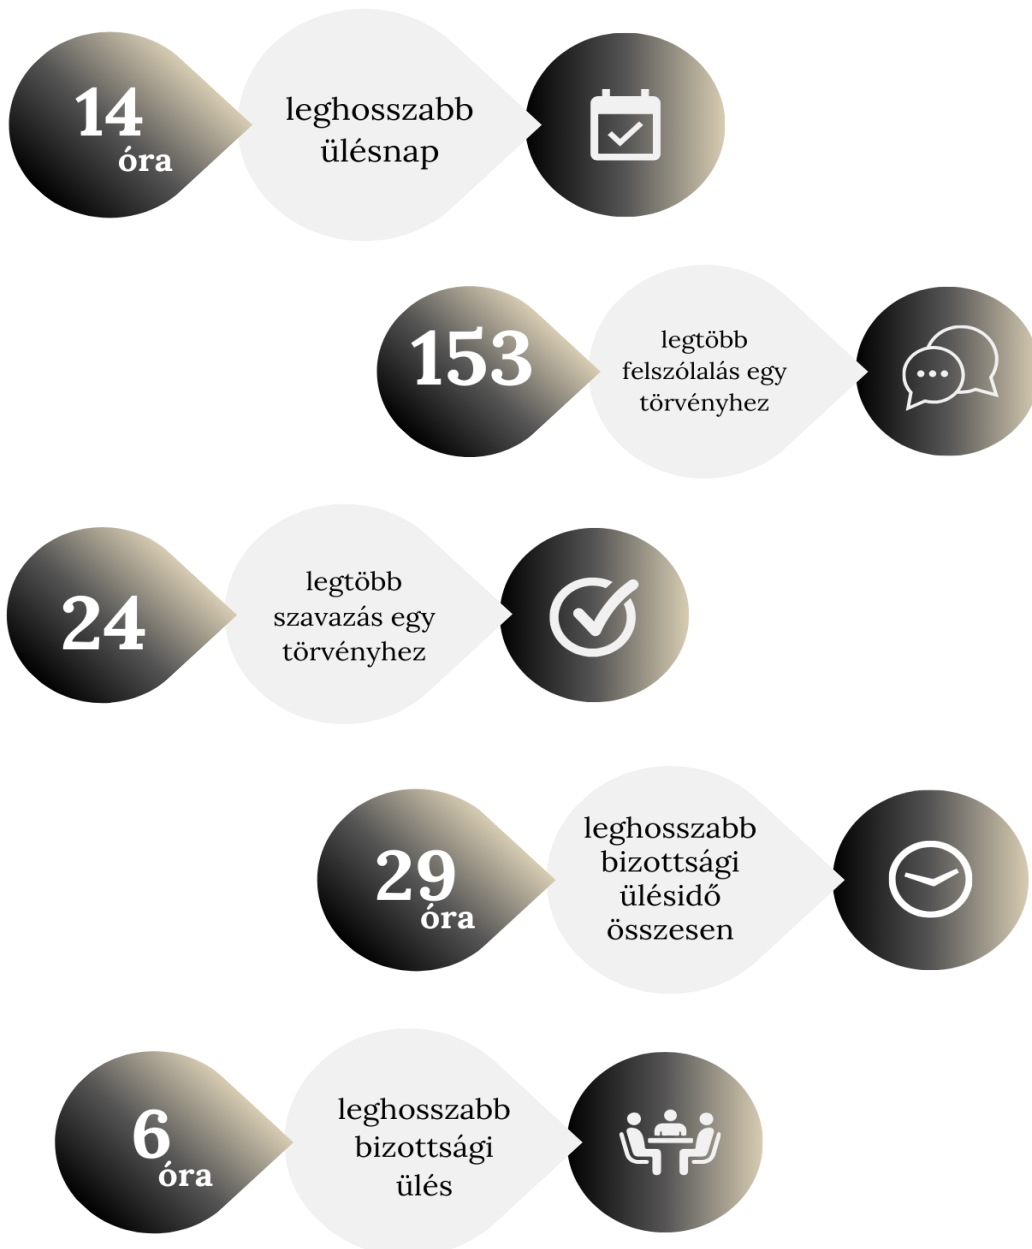 14
óra
leghosszabb
ülésnap
153
legtöbb
felszólalás egy
törvényhez
24
legtöbb
szavazás egy
törvényhez
29
óra
leghosszabb
bizottsági
ülésidő
összesen
6
óra
leghosszabb
bizottsági
ülés